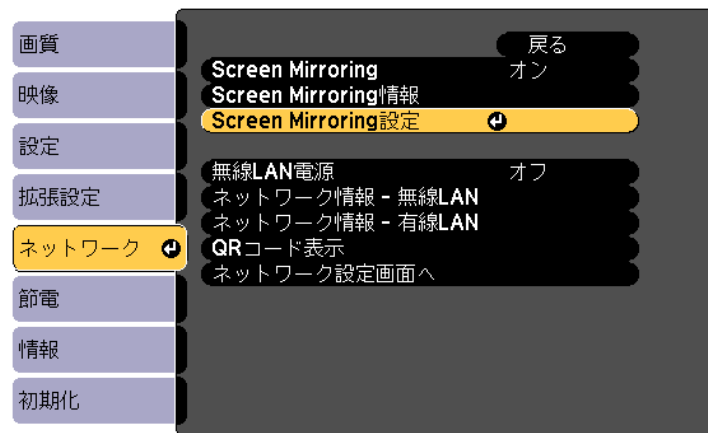 画質
映像
設定
拡張設定
ネットワーク
節電
情報
初期化
戻る
Screen Mirroring オン
Screen Mirroring情報
Screen Mirroring設定
無線LAN電源 オフ
ネットワーク情報 - 無線LAN
ネットワーク情報 - 有線LAN
QRコード表示
ネットワーク設定画面へ